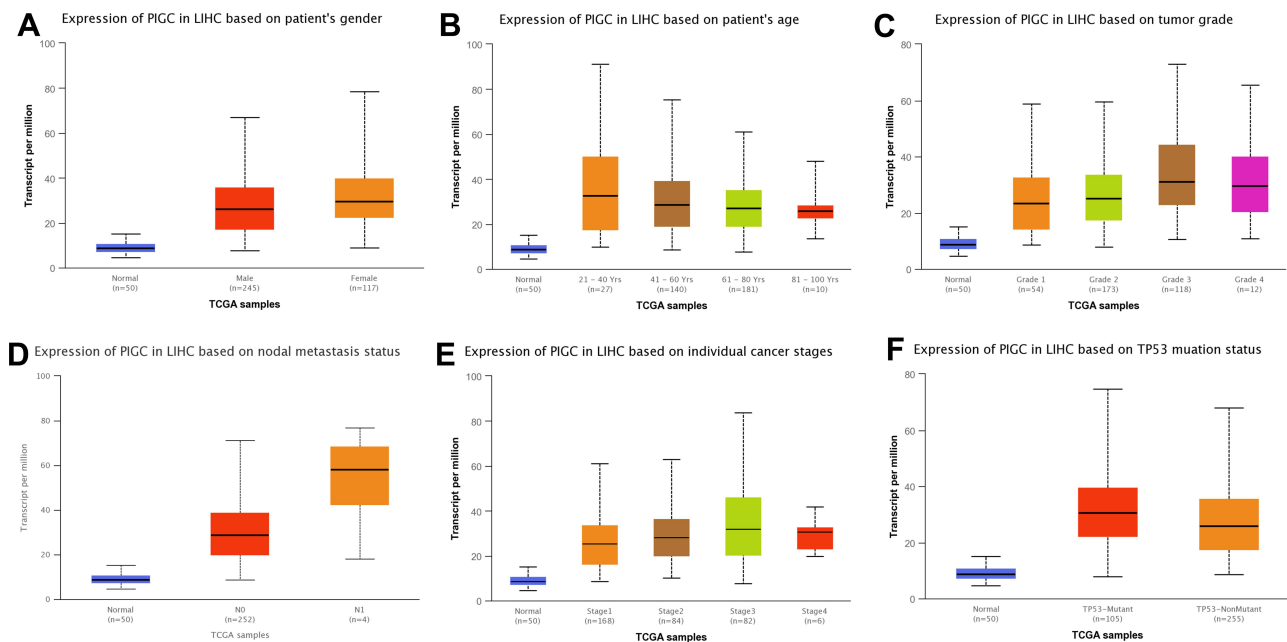 A
Expression of PIGC in LIHC based on patient's gender
Transcript per million
100
80
60
40
20
0
Normal
(n=50)
Male
(n=245)
Female
(n=117)
TCGA samples
B
Expression of PIGC in LIHC based on patient's age
Transcript per million
100
80
60
40
20
0
Normal
(n=50)
21 – 40 Yrs
(n=27)
41 – 60 Yrs
(n=140)
61 – 80 Yrs
(n=181)
81 – 100 Yrs
(n=10)
TCGA samples
C
Expression of PIGC in LIHC based on tumor grade
Transcript per million
80
60
40
20
0
Normal
(n=50)
Grade 1
(n=54)
Grade 2
(n=173)
Grade 3
(n=118)
Grade 4
(n=12)
TCGA samples
D
Expression of PIGC in LIHC based on nodal metastasis status
Transcript per million
100
80
60
40
20
0
Normal
(n=50)
N0
(n=252)
N1
(n=4)
TCGA samples
E
Expression of PIGC in LIHC based on individual cancer stages
Transcript per million
100
80
60
40
20
0
Normal
(n=50)
Stage1
(n=168)
Stage2
(n=84)
Stage3
(n=82)
Stage4
(n=6)
TCGA samples
F
Expression of PIGC in LIHC based on TP53 muation status
Transcript per million
80
60
40
20
0
Normal
(n=50)
TP53–Mutant
(n=105)
TP53–NonMutant
(n=255)
TCGA samples